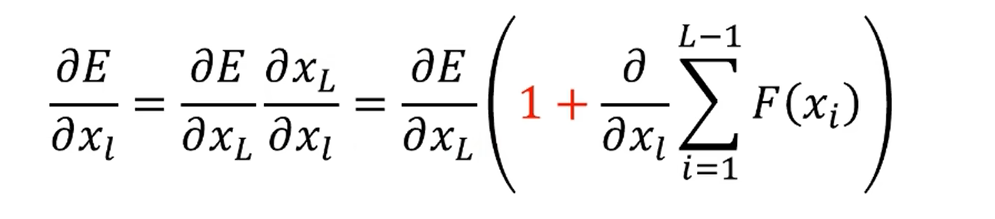 ∂E/∂x_l = ∂E/∂x_L ∂x_L/∂x_l = ∂E/∂x_L (1 + ∂/∂x_l ∑_{i=1}^{L−1} F(x_i))